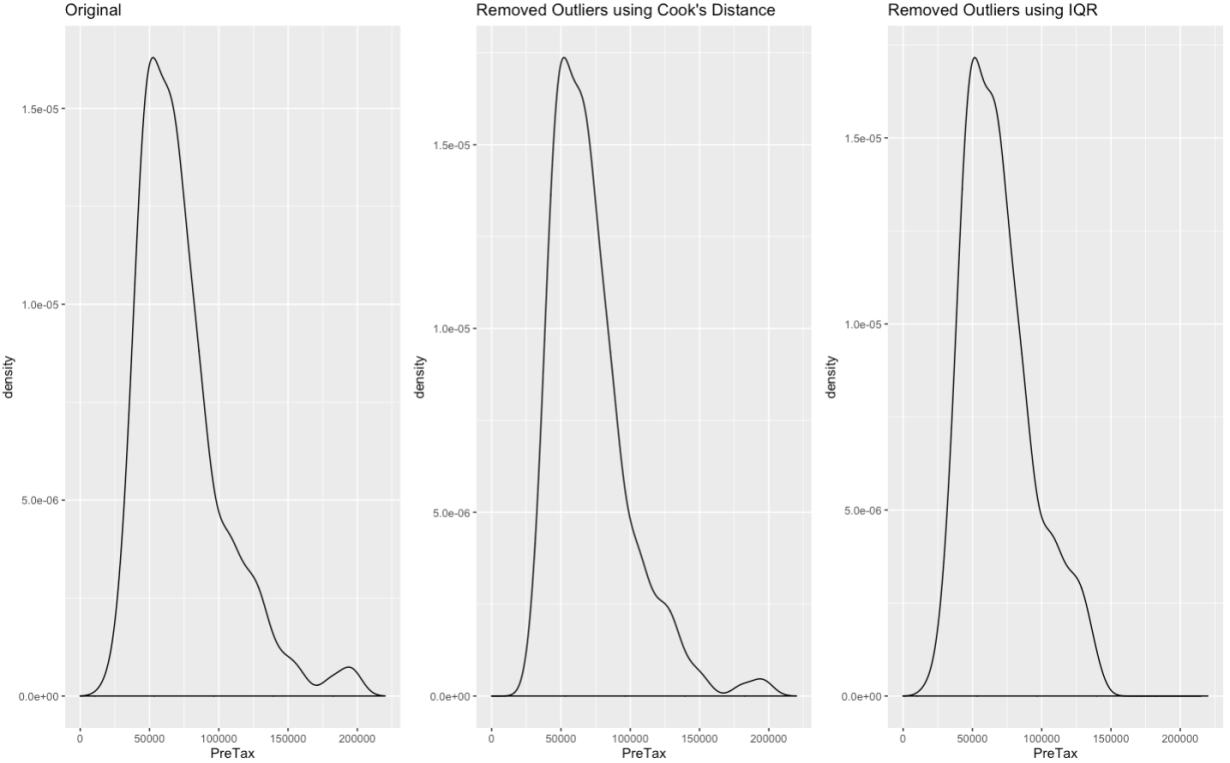 Original
1.5e-05
1.0e-05
5.0e-06
0.0e+00
density
0
50000
100000
150000
200000
PreTax
Removed Outliers using Cook's Distance
1.5e-05
1.0e-05
5.0e-06
0.0e+00
density
0
50000
100000
150000
200000
PreTax
Removed Outliers using IQR
1.5e-05
1.0e-05
5.0e-06
0.0e+00
density
0
50000
100000
150000
200000
PreTax